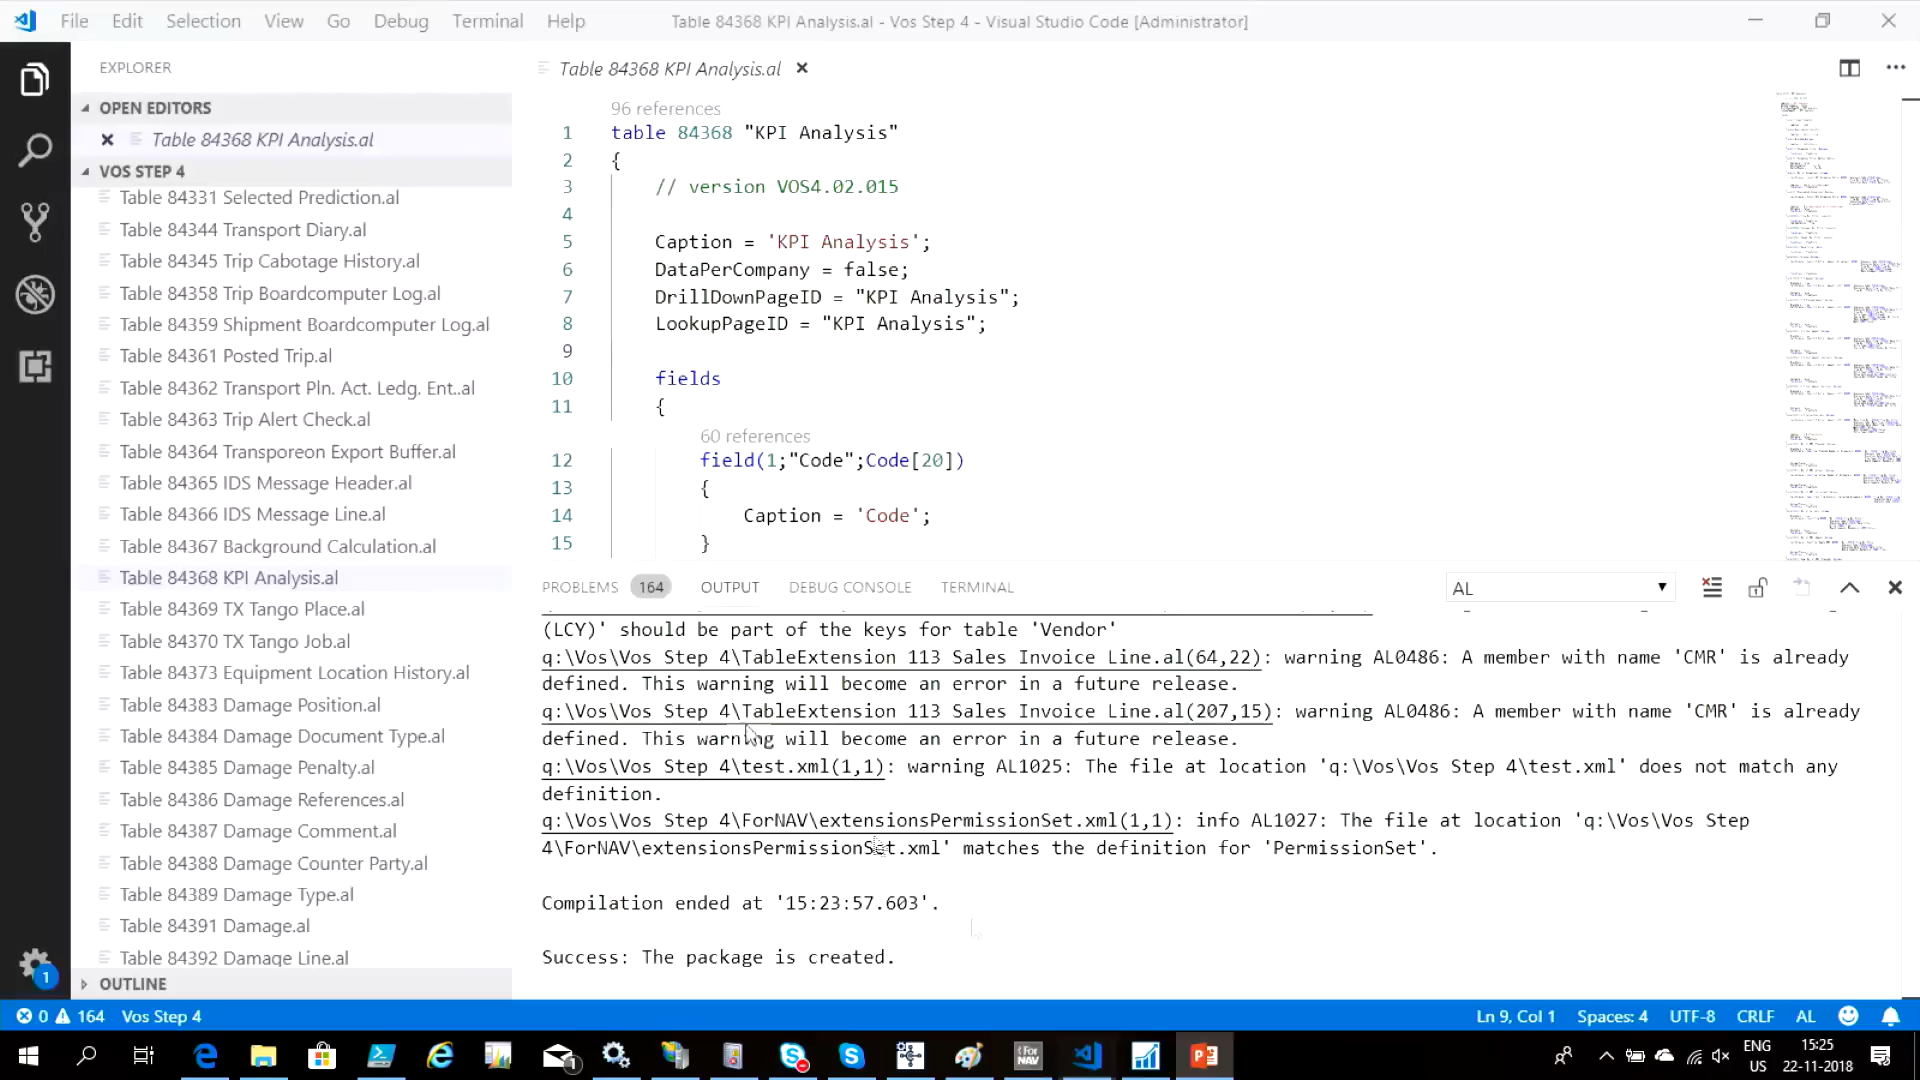 File Edit Selection View Go Debug Terminal Help
Table 84368 KPI Analysis.al - Vos Step 4 - Visual Studio Code [Administrator]
EXPLORER
OPEN EDITORS
Table 84368 KPI Analysis.al
VOS STEP 4
Table 84331 Selected Prediction.al
Table 84344 Transport Diary.al
Table 84345 Trip Cabotage History.al
Table 84358 Trip Boardcomputer Log.al
Table 84359 Shipment Boardcomputer Log.al
Table 84361 Posted Trip.al
Table 84362 Transport Pln. Act. Ledg. Ent..al
Table 84363 Trip Alert Check.al
Table 84364 Transporeon Export Buffer.al
Table 84365 IDS Message Header.al
Table 84366 IDS Message Line.al
Table 84367 Background Calculation.al
Table 84368 KPI Analysis.al
Table 84369 TX Tango Place.al
Table 84370 TX Tango Job.al
Table 84373 Equipment Location History.al
Table 84383 Damage Position.al
Table 84384 Damage Document Type.al
Table 84385 Damage Penalty.al
Table 84386 Damage References.al
Table 84387 Damage Comment.al
Table 84388 Damage Counter Party.al
Table 84389 Damage Type.al
Table 84391 Damage.al
Table 84392 Damage Line.al
OUTLINE
Table 84368 KPI Analysis.al
96 references
1 table 84368 "KPI Analysis"
2 {
3 // version VOS4.02.015
4
5 Caption = 'KPI Analysis';
6 DataPerCompany = false;
7 DrillDownPageID = "KPI Analysis";
8 LookupPageID = "KPI Analysis";
9
10 fields
11 {
60 references
12 field(1;"Code";Code[20])
13 {
14 Caption = 'Code';
15 }
PROBLEMS 164 OUTPUT DEBUG CONSOLE TERMINAL AL
(LCY)' should be part of the keys for table 'Vendor'
q:\Vos\Vos Step 4\TableExtension 113 Sales Invoice Line.al(64,22): warning AL0486: A member with name 'CMR' is already
defined. This warning will become an error in a future release.
q:\Vos\Vos Step 4\TableExtension 113 Sales Invoice Line.al(207,15): warning AL0486: A member with name 'CMR' is already
defined. This warning will become an error in a future release.
q:\Vos\Vos Step 4\test.xml(1,1): warning AL1025: The file at location 'q:\Vos\Vos Step 4\test.xml' does not match any
definition.
q:\Vos\Vos Step 4\ForNAV\extensionsPermissionSet.xml(1,1): info AL1027: The file at location 'q:\Vos\Vos Step
4\ForNAV\extensionsPermissionSet.xml' matches the definition for 'PermissionSet'.
Compilation ended at '15:23:57.603'.
Success: The package is created.
1
0 164 Vos Step 4 Ln 9, Col 1 Spaces: 4 UTF-8 CRLF AL
1
ForNAV
ENG
US
15:25
22-11-2018